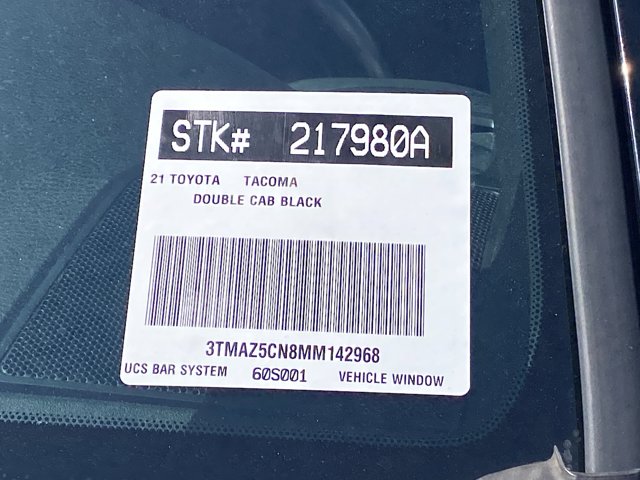 STK# 217980A
21 TOYOTA TACOMA
DOUBLE CAB BLACK
3TMAZ5CN8MM142968
UCS BAR SYSTEM 60S001 VEHICLE WINDOW